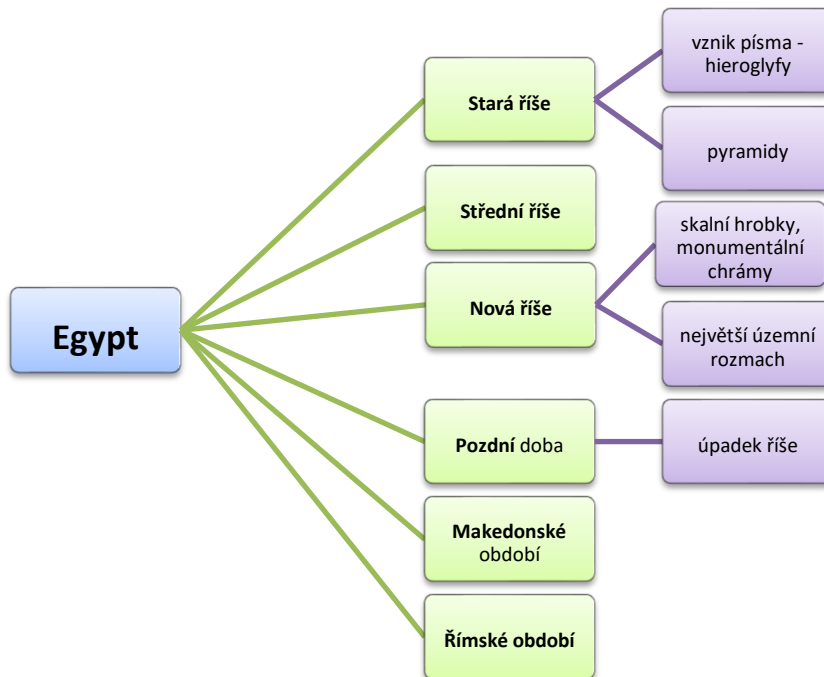 Egypt
Stará říše
vznik písma -
hieroglyfy
pyramidy
Střední říše
Nová říše
skalní hrobky,
monumentální
chrámy
největší územní
rozmach
Pozdní doba
úpadek říše
Makedonské
období
Římské období